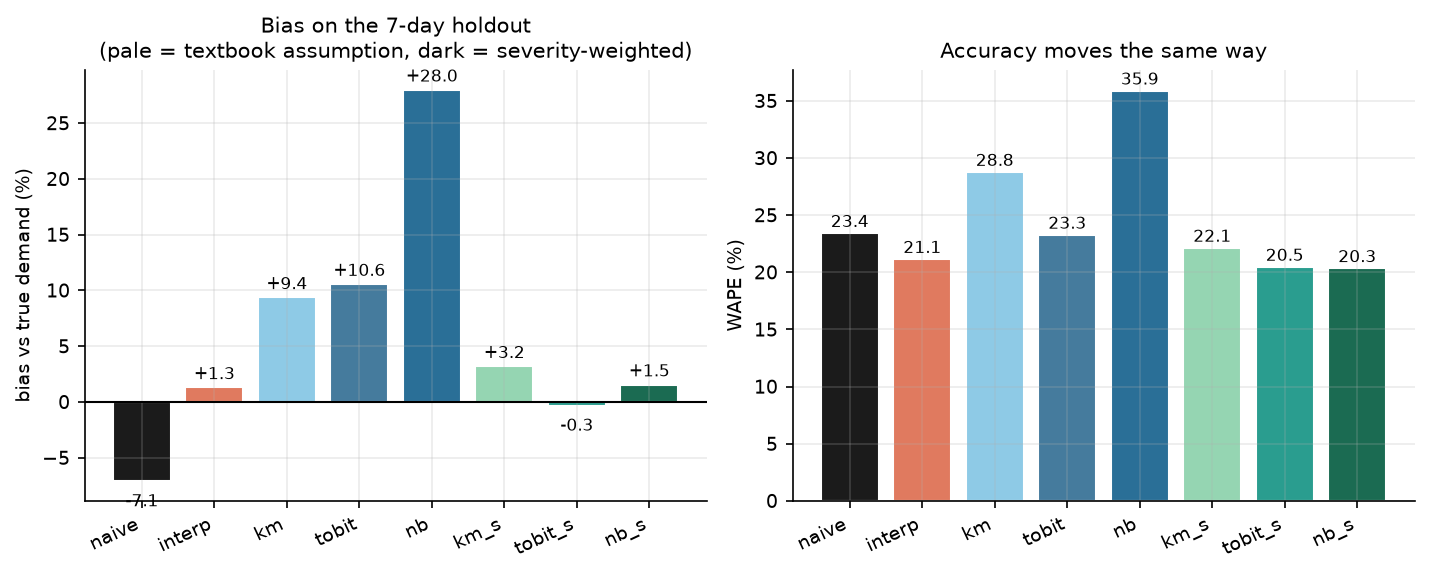 Bias on the 7-day holdout
(pale = textbook assumption, dark = severity-weighted)
bias vs true demand (%)
25
20
15
10
5
0
−5
-7.1
+1.3
+9.4
+10.6
+28.0
+3.2
-0.3
+1.5
naive
interp
km
tobit
nb
km_s
tobit_s
nb_s
Accuracy moves the same way
WAPE (%)
35
30
25
20
15
10
5
0
23.4
21.1
28.8
23.3
35.9
22.1
20.5
20.3
naive
interp
km
tobit
nb
km_s
tobit_s
nb_s